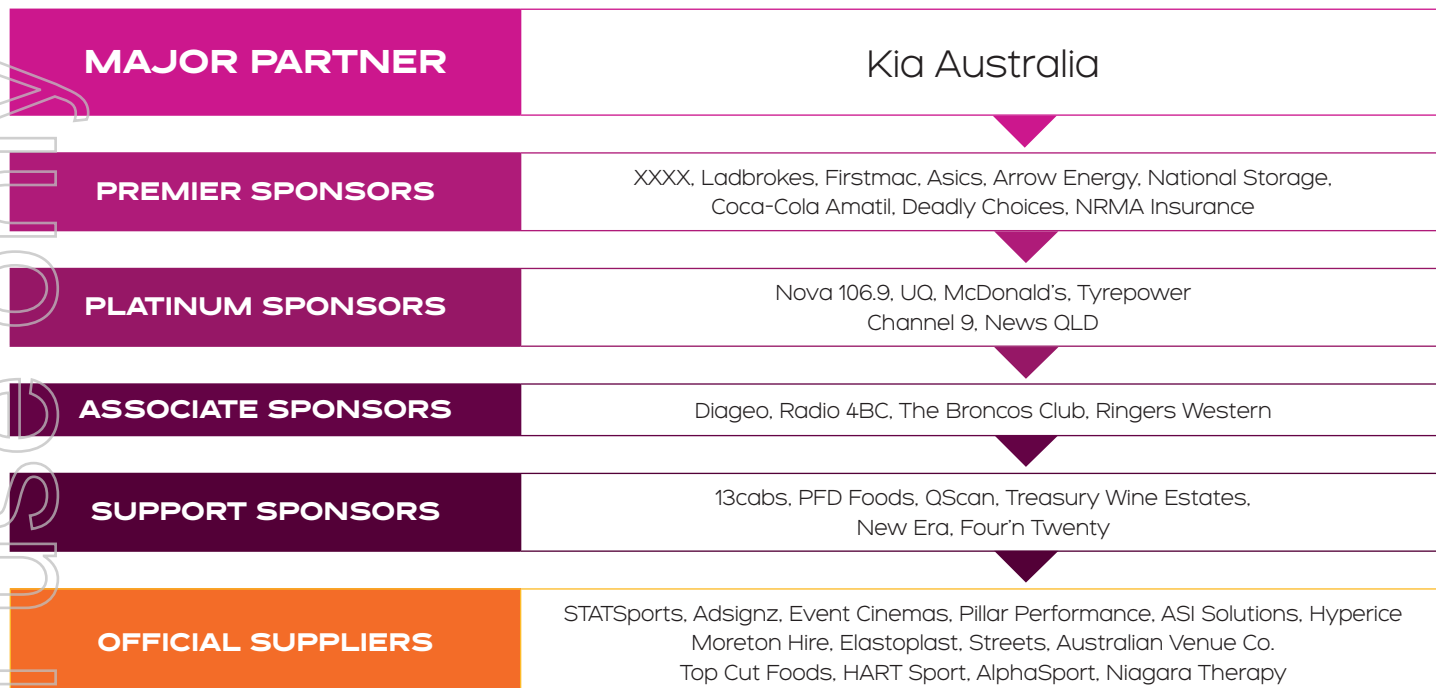 MAJOR PARTNER
Kia Australia
PREMIER SPONSORS
XXXX, Ladbrokes, Firstmac, Asics, Arrow Energy, National Storage,
Coca-Cola Amatil, Deadly Choices, NRMA Insurance
PLATINUM SPONSORS
Nova 106.9, UQ, McDonald's, Tyrepower
Channel 9, News QLD
ASSOCIATE SPONSORS
Diageo, Radio 4BC, The Broncos Club, Ringers Western
SUPPORT SPONSORS
13cabs, PFD Foods, QScan, Treasury Wine Estates,
New Era, Four'n Twenty
OFFICIAL SUPPLIERS
STATSports, Adsignz, Event Cinemas, Pillar Performance, ASI Solutions, Hyperice
Moreton Hire, Elastoplast, Streets, Australian Venue Co.
Top Cut Foods, HART Sport, AlphaSport, Niagara Therapy
use only